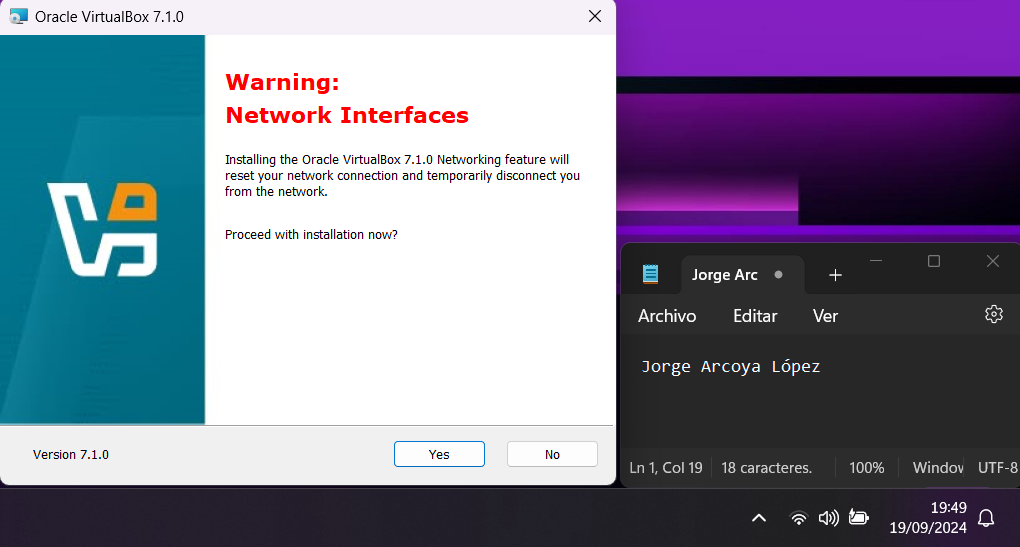 Oracle VirtualBox 7.1.0
Warning:
Network Interfaces
Installing the Oracle VirtualBox 7.1.0 Networking feature will
reset your network connection and temporarily disconnect you
from the network.
Proceed with installation now?
Version 7.1.0
Yes
No
Jorge Arc
Archivo
Editar
Ver
Jorge Arcoya López
Ln 1, Col 19
18 caracteres.
100%
Window
UTF-8
19:49
19/09/2024